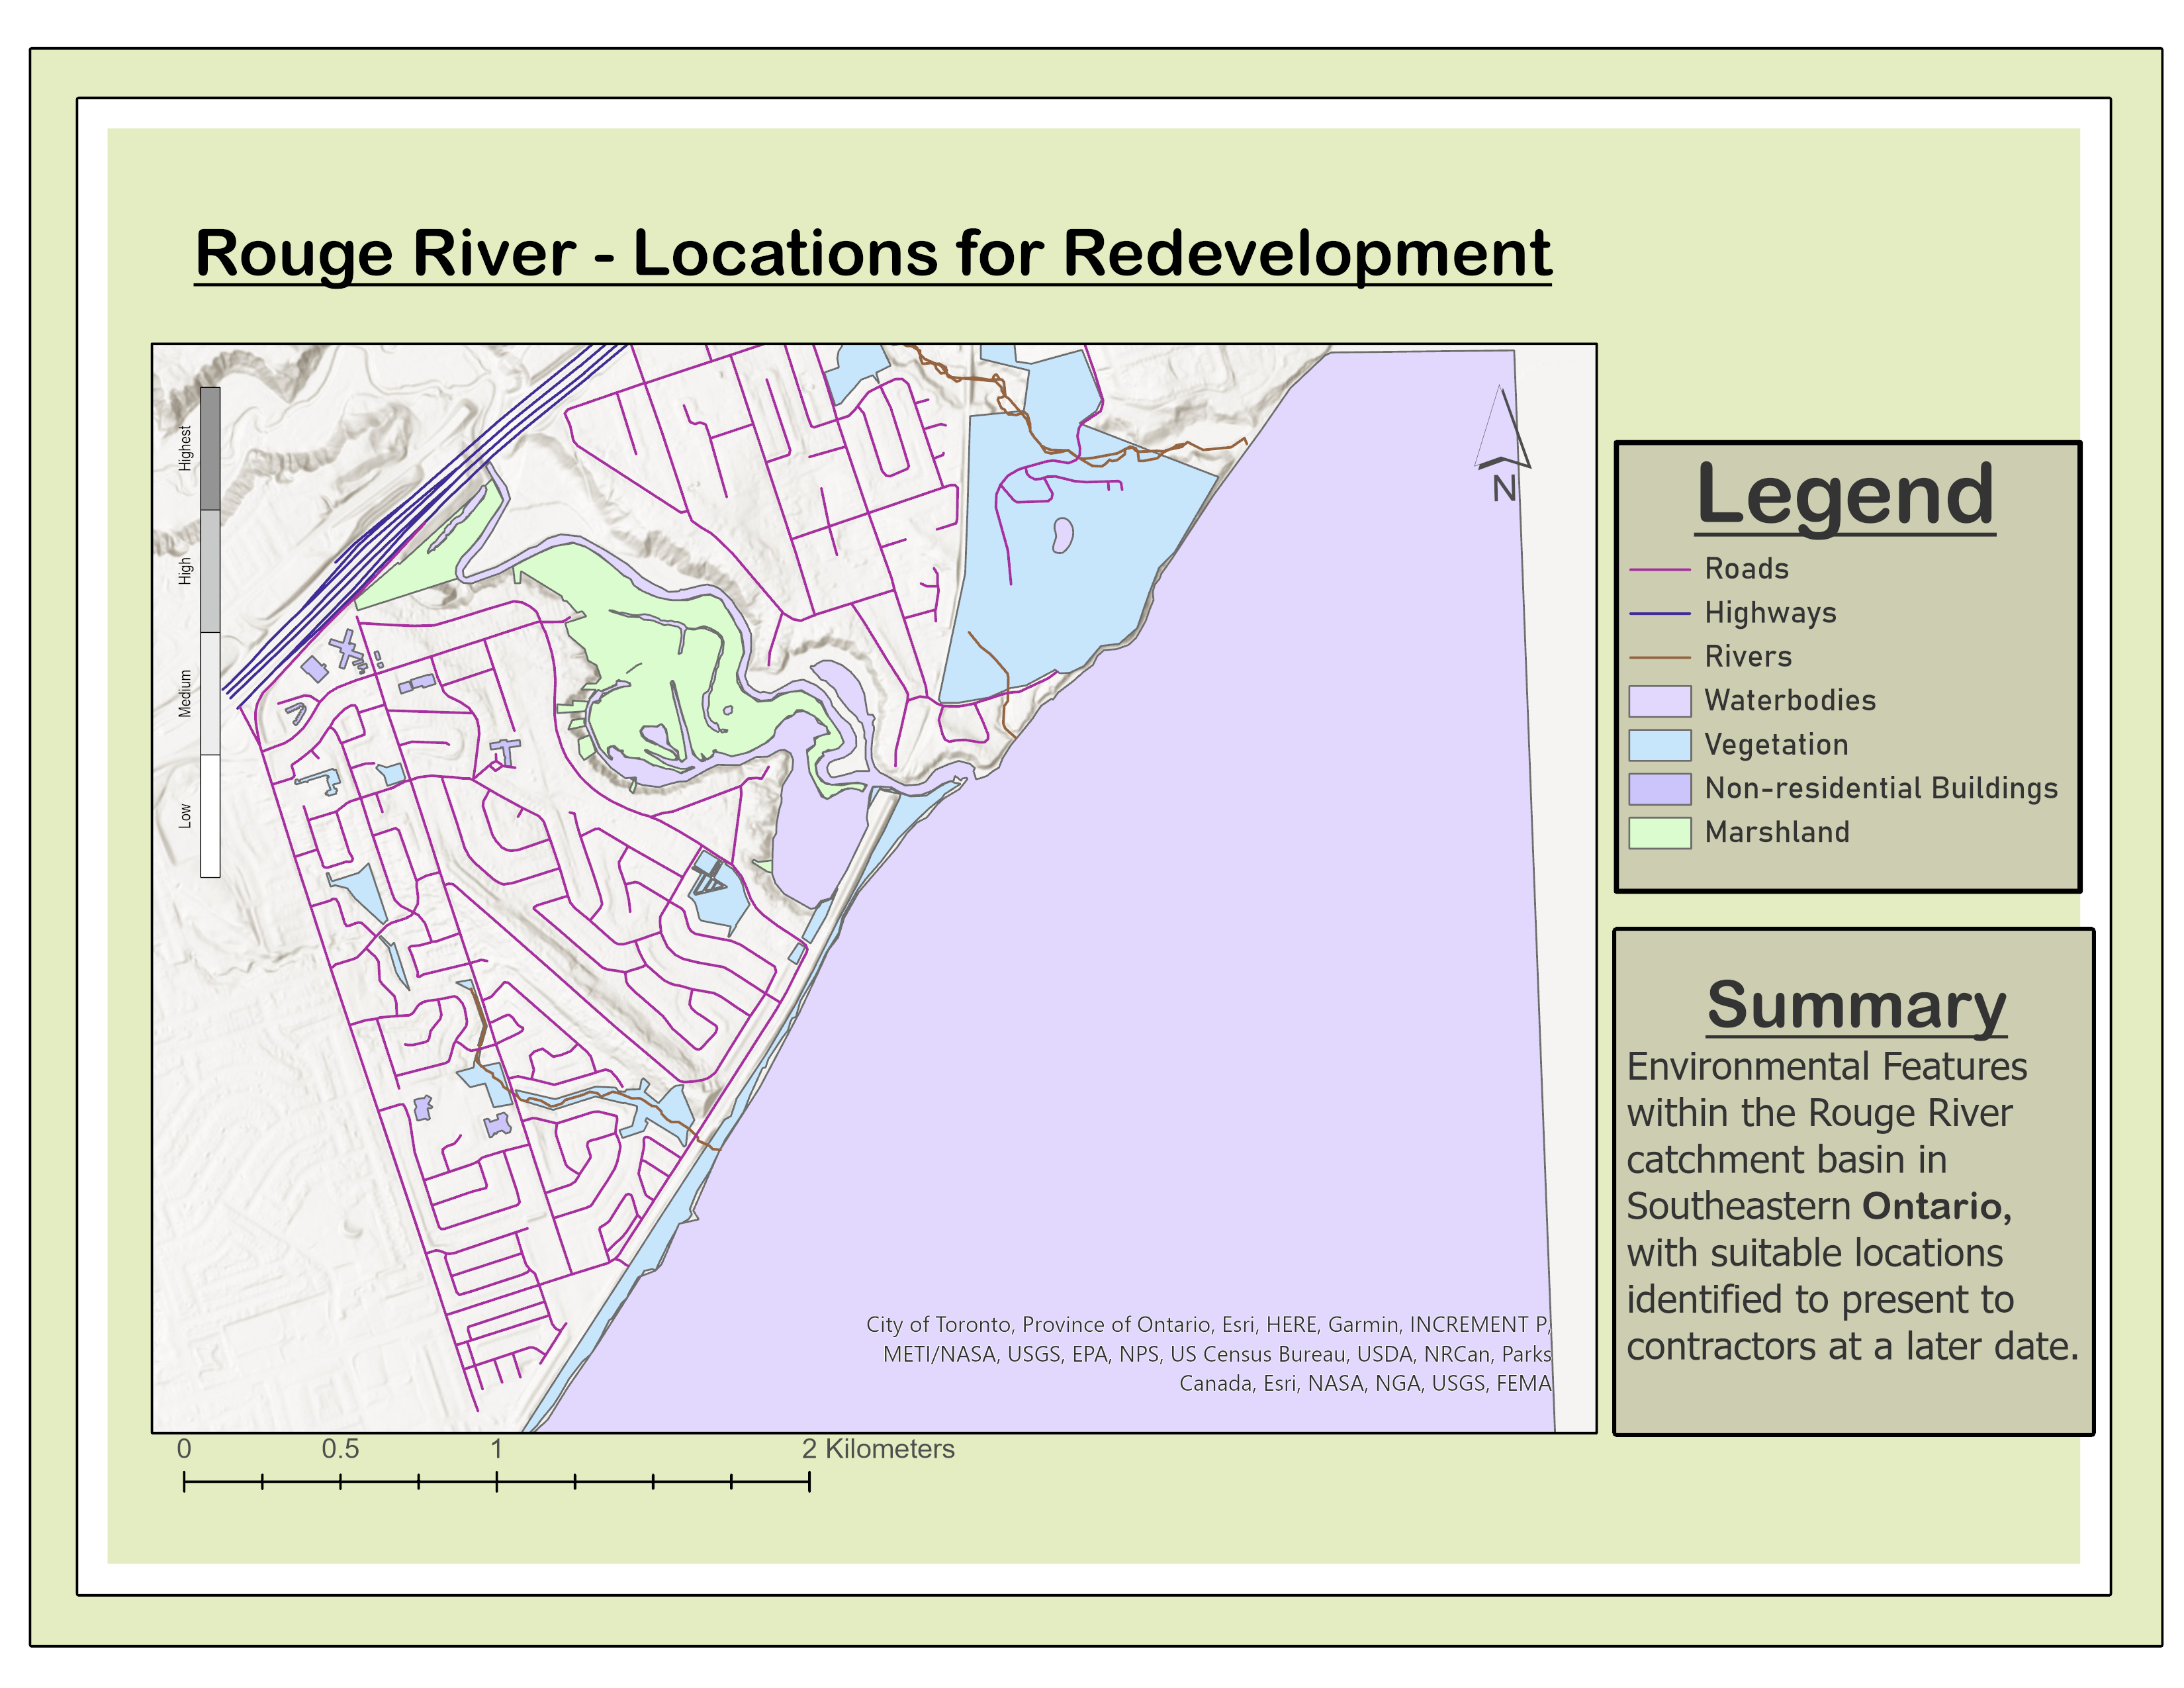 Rouge River - Locations for Redevelopment
Highest
High
Medium
Low
N
City of Toronto, Province of Ontario, Esri, HERE, Garmin, INCREMENT P,
METI/NASA, USGS, EPA, NPS, US Census Bureau, USDA, NRCan, Parks
Canada, Esri, NASA, NGA, USGS, FEMA
0 0.5 1 2 Kilometers
Legend
Roads
Highways
Rivers
Waterbodies
Vegetation
Non-residential Buildings
Marshland
Summary
Environmental Features
within the Rouge River
catchment basin in
Southeastern Ontario,
with suitable locations
identified to present to
contractors at a later date.